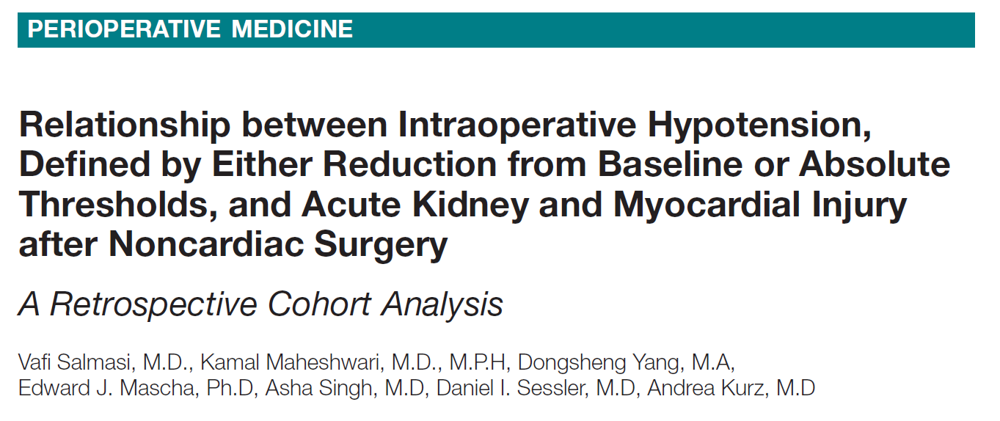 PERIOPERATIVE MEDICINE
Relationship between Intraoperative Hypotension,
Defined by Either Reduction from Baseline or Absolute
Thresholds, and Acute Kidney and Myocardial Injury
after Noncardiac Surgery
A Retrospective Cohort Analysis
Vafi Salmasi, M.D., Kamal Maheshwari, M.D., M.P.H, Dongsheng Yang, M.A,
Edward J. Mascha, Ph.D, Asha Singh, M.D, Daniel I. Sessler, M.D, Andrea Kurz, M.D